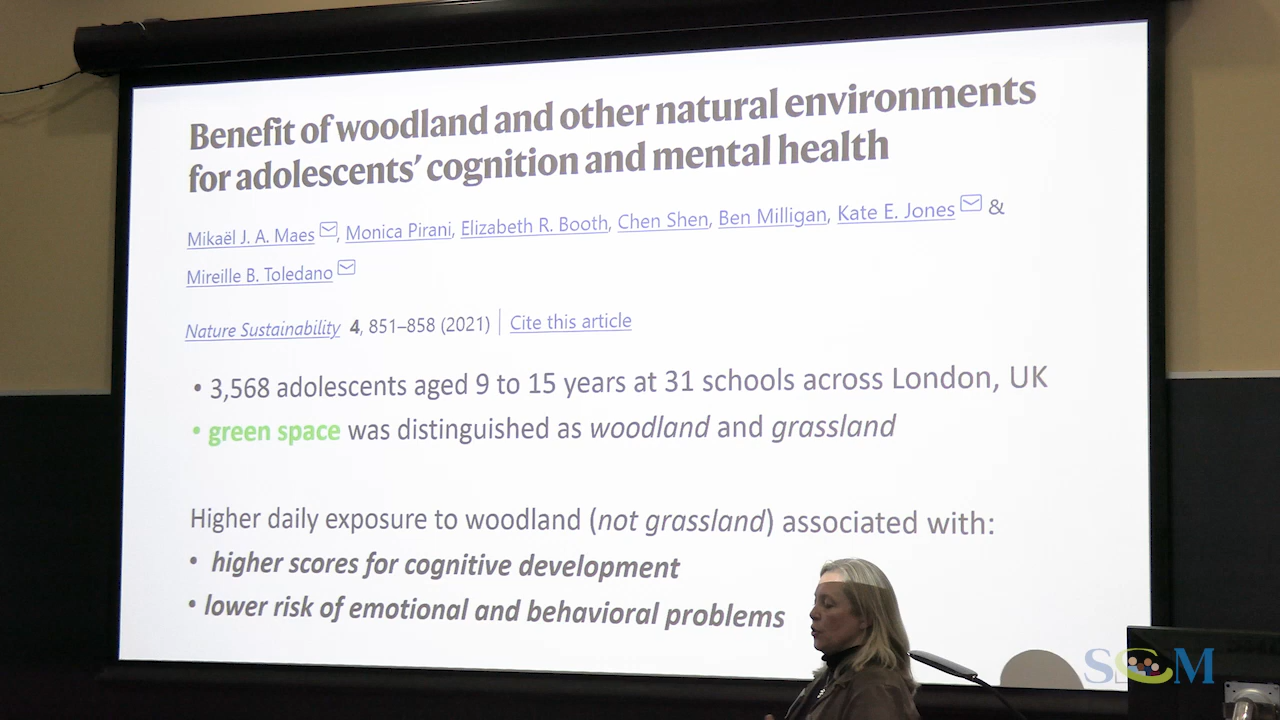 Benefit of woodland and other natural environments
for adolescents' cognition and mental health
Mikaël J. A. Maes, Monica Pirani, Elizabeth R. Booth, Chen Shen, Ben Milligan, Kate E. Jones &
Mireille B. Toledano
Nature Sustainability 4, 851–858 (2021) | Cite this article
• 3,568 adolescents aged 9 to 15 years at 31 schools across London, UK
• green space was distinguished as woodland and grassland
Higher daily exposure to woodland (not grassland) associated with:
• higher scores for cognitive development
• lower risk of emotional and behavioral problems